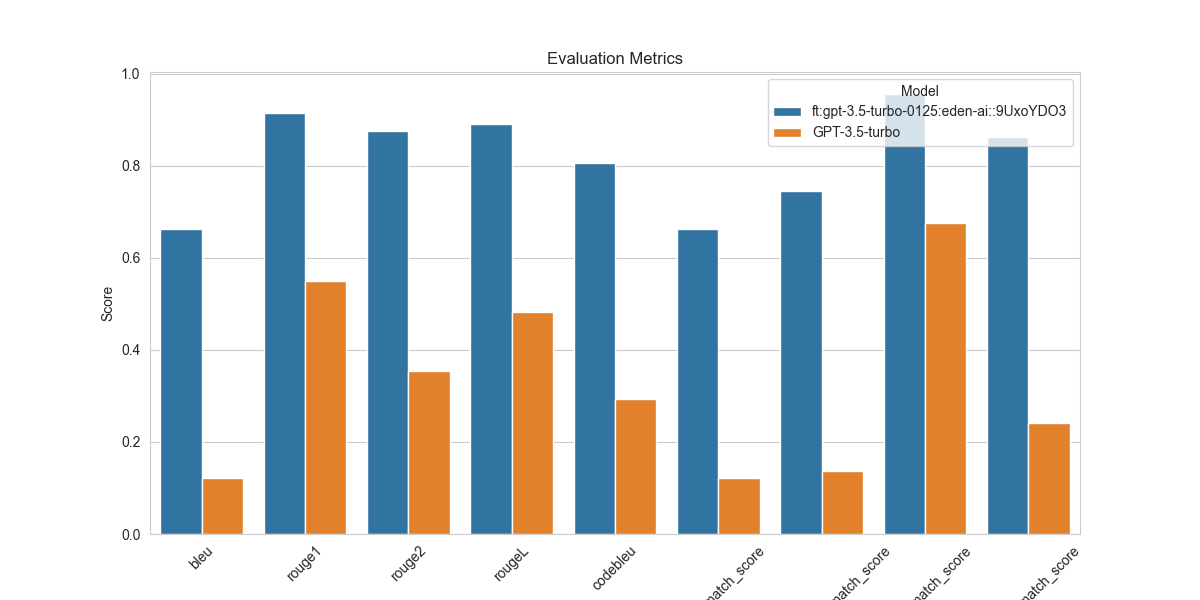 Evaluation Metrics
Model
ft:gpt-3.5-turbo-0125:eden-ai::9UxoYDO3
GPT-3.5-turbo
Score
1.0
0.8
0.6
0.4
0.2
0.0
bleu
rouge1
rouge2
rougeL
codebleu
match_score
match_score
match_score
match_score